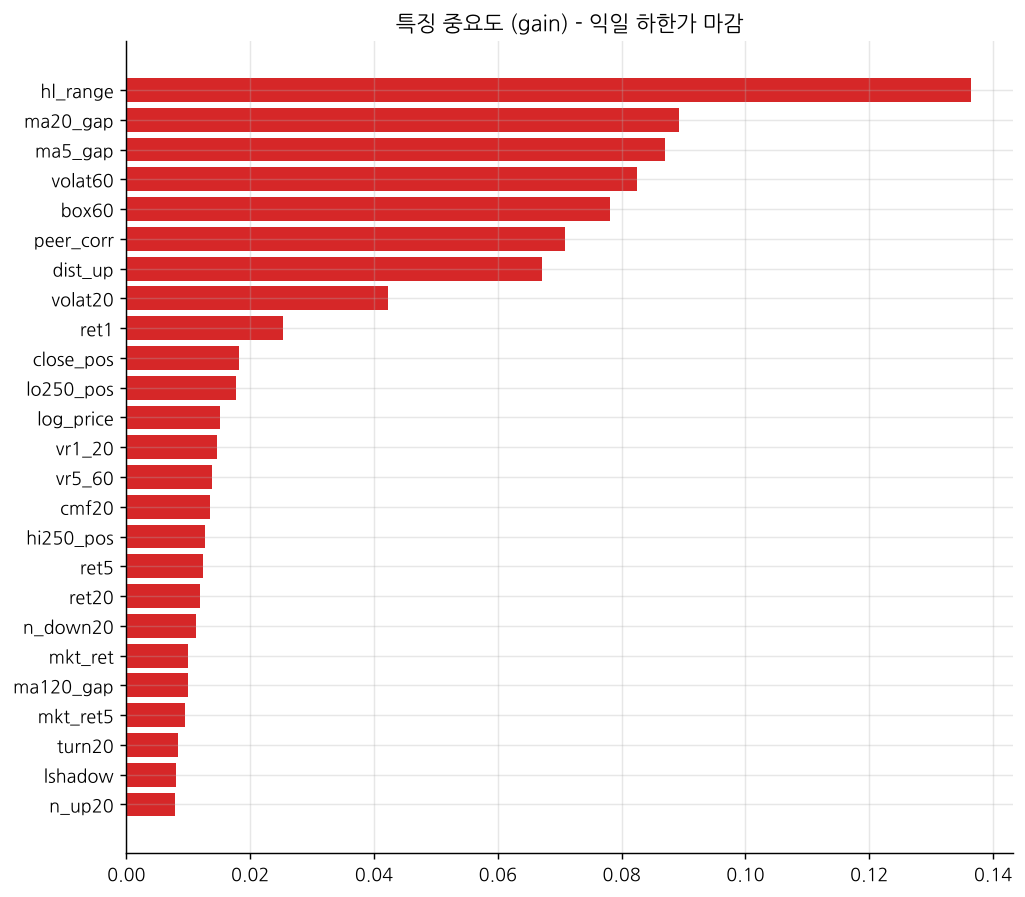 특징 중요도 (gain) - 익일 하한가 마감
hl_range
ma20_gap
ma5_gap
volat60
box60
peer_corr
dist_up
volat20
ret1
close_pos
lo250_pos
log_price
vr1_20
vr5_60
cmf20
hi250_pos
ret5
ret20
n_down20
mkt_ret
ma120_gap
mkt_ret5
turn20
lshadow
n_up20
0.00 0.02 0.04 0.06 0.08 0.10 0.12 0.14